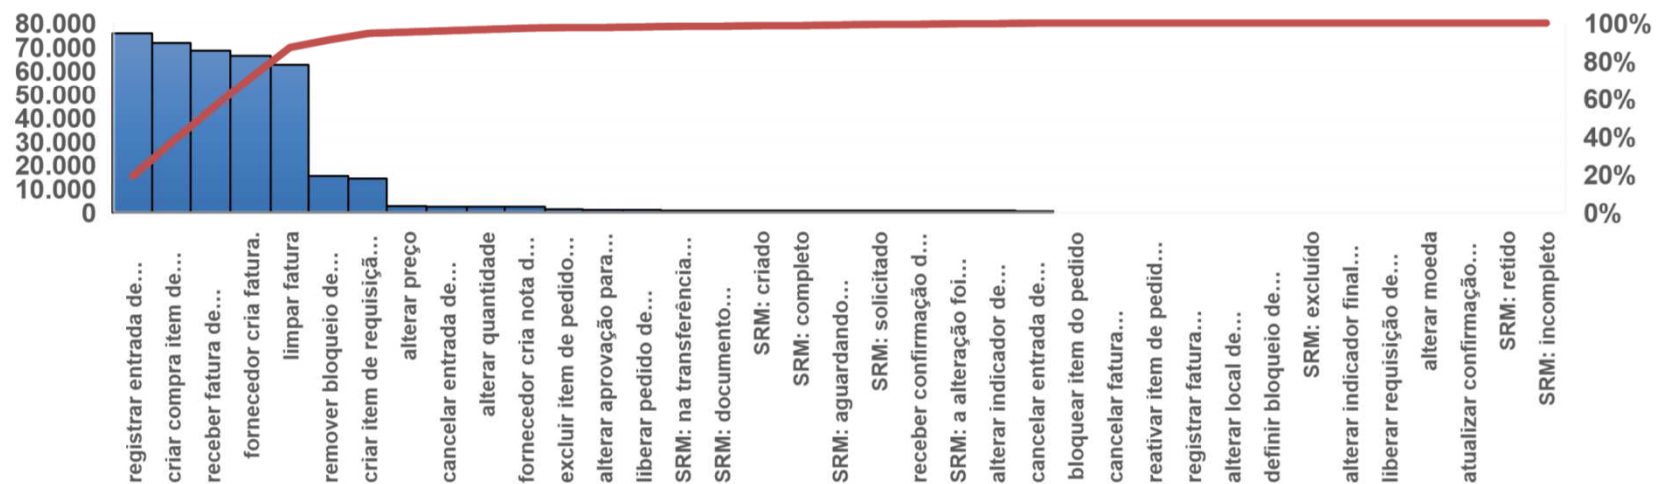 80.000
70.000
60.000
50.000
40.000
30.000
20.000
10.000
0
100%
80%
60%
40%
20%
0%
registrar entrada de...
criar compra item de...
receber fatura de...
fornecedor cria fatura.
limpar fatura
remover bloqueio de...
criar item de requisiçã...
alterar preço
cancelar entrada de...
alterar quantidade
fornecedor cria nota d...
excluir item de pedido...
alterar aprovação para...
liberar pedido de...
SRM: na transferência...
SRM: documento...
SRM: criado
SRM: completo
SRM: aguardando...
SRM: solicitado
receber confirmação d...
SRM: a alteração foi...
alterar indicador de...
cancelar entrada de...
bloquear item do pedido
cancelar fatura...
reativar item de pedid...
registrar fatura...
alterar local de...
definir bloqueio de...
SRM: excluído
alterar indicador final...
liberar requisição de...
alterar moeda
atualizar confirmação...
SRM: retido
SRM: incompleto